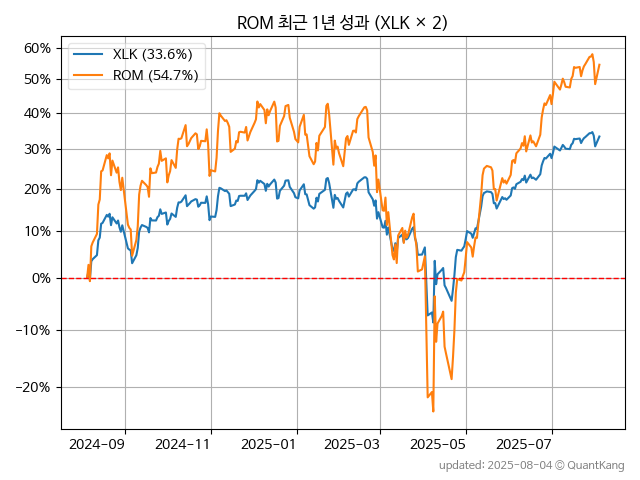 ROM 최근 1년 성과 (XLK × 2)
XLK (33.6%)
ROM (54.7%)
60%
50%
40%
30%
20%
10%
0%
−10%
−20%
2024-09 2024-11 2025-01 2025-03 2025-05 2025-07
updated: 2025-08-04 © QuantKang